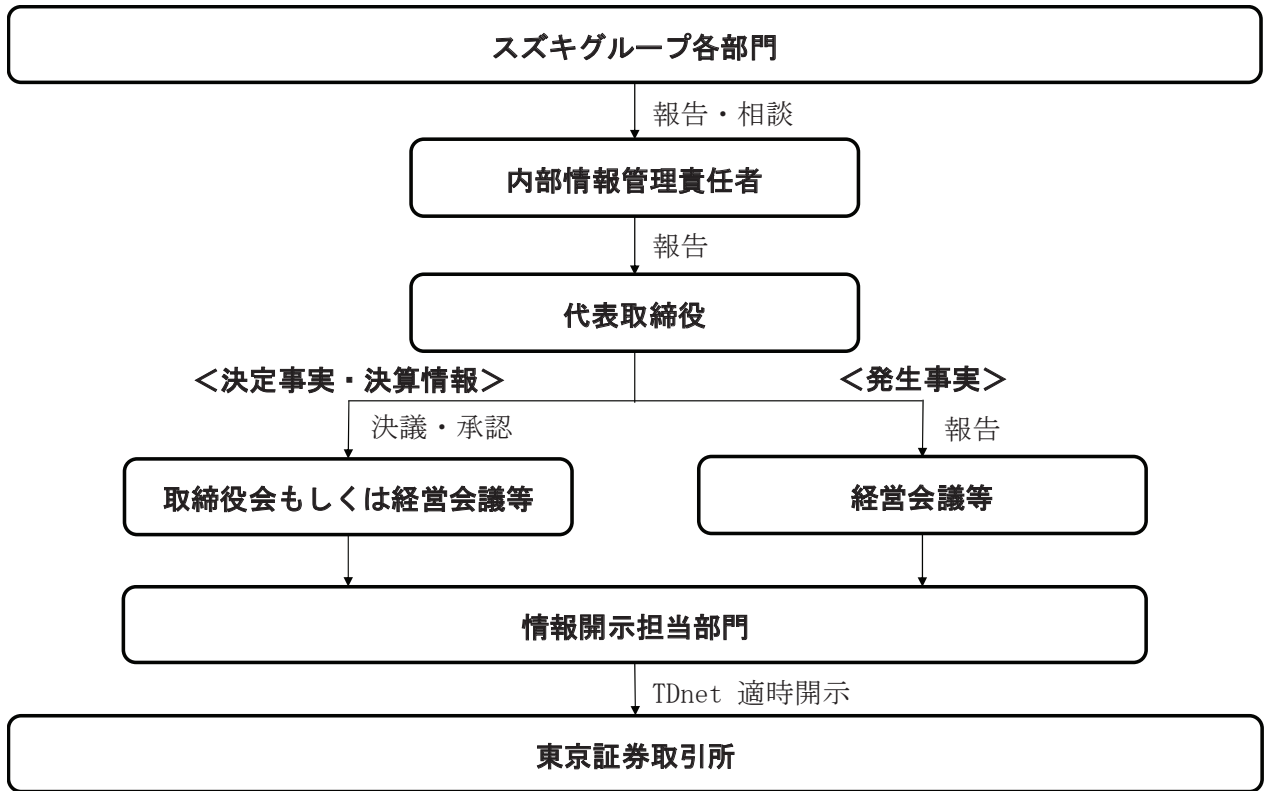 スズキグループ各部門
報告・相談
内部情報管理責任者
報告
代表取締役
＜決定事実・決算情報＞
＜発生事実＞
決議・承認
報告
取締役会もしくは経営会議等
経営会議等
情報開示担当部門
TDnet 適時開示
東京証券取引所